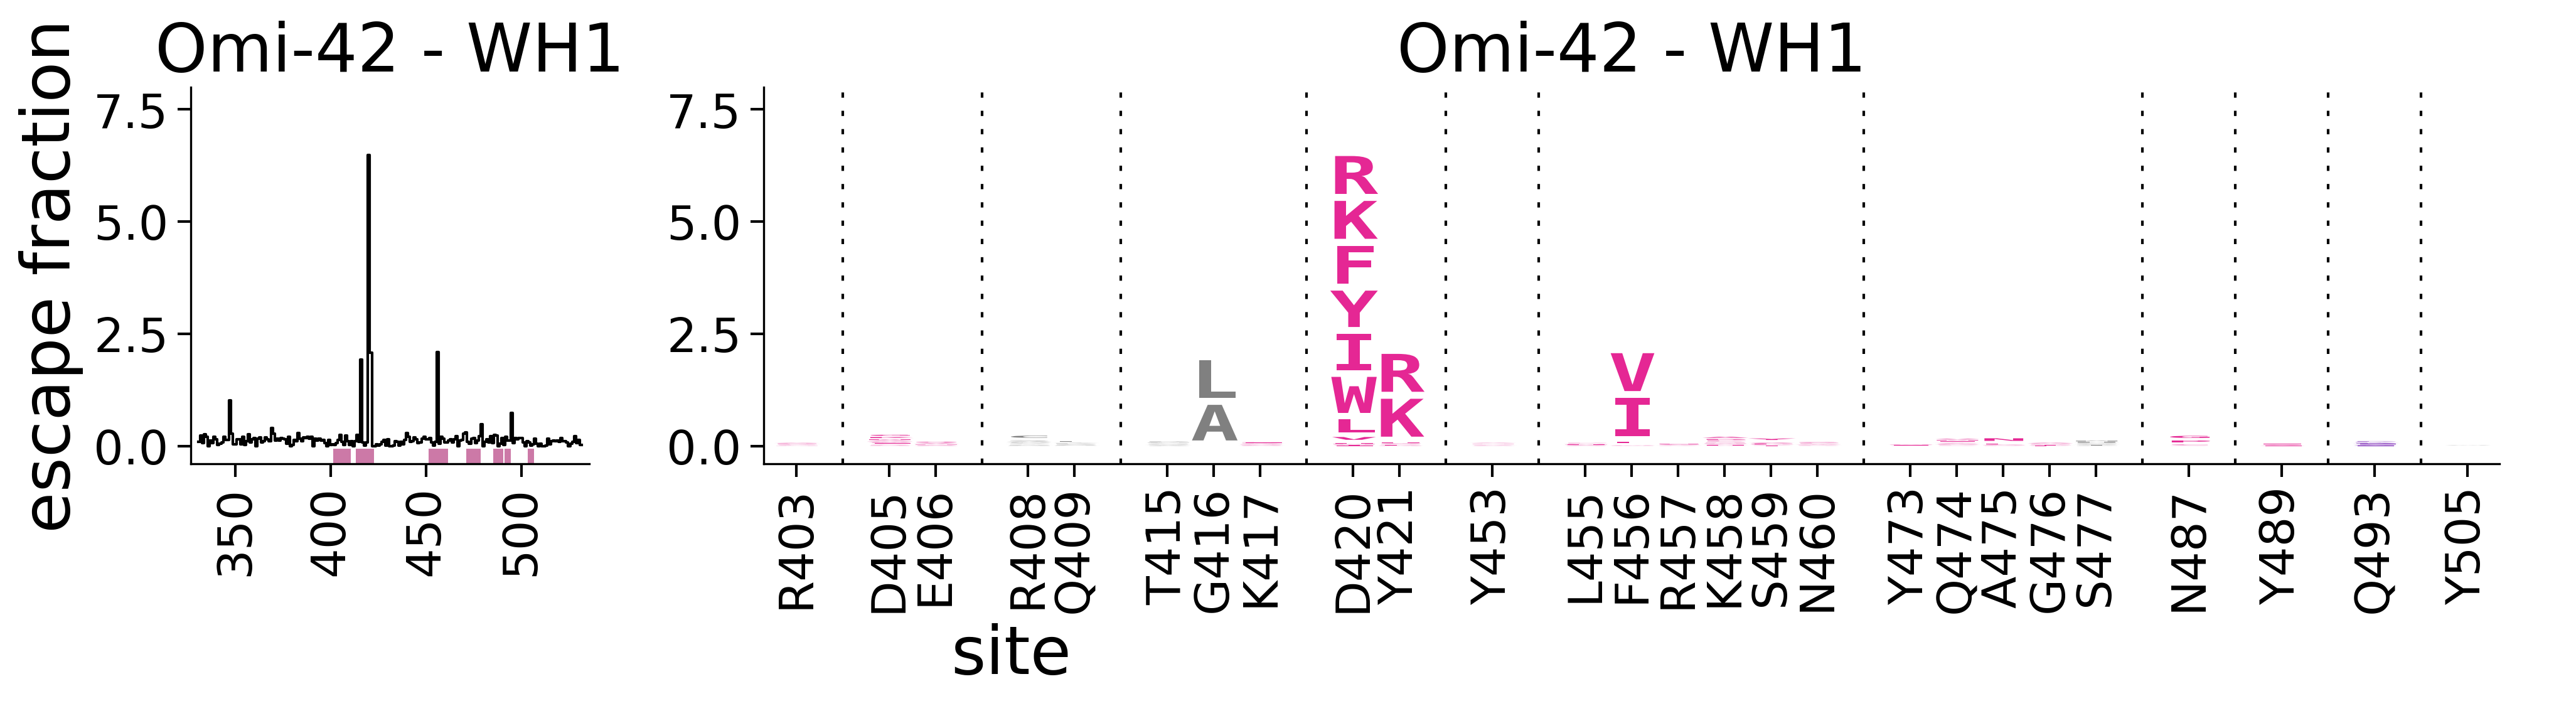 Omi-42 - WH1
escape fraction
7.5
5.0
2.5
0.0
350
400
450
500
Omi-42 - WH1
7.5
5.0
2.5
0.0
L
A
R
K
F
Y
I
W
L
R
K
V
I
R403
D405
E406
R408
Q409
T415
G416
K417
D420
Y421
Y453
L455
F456
R457
K458
S459
N460
Y473
Q474
A475
G476
S477
N487
Y489
Q493
Y505
site